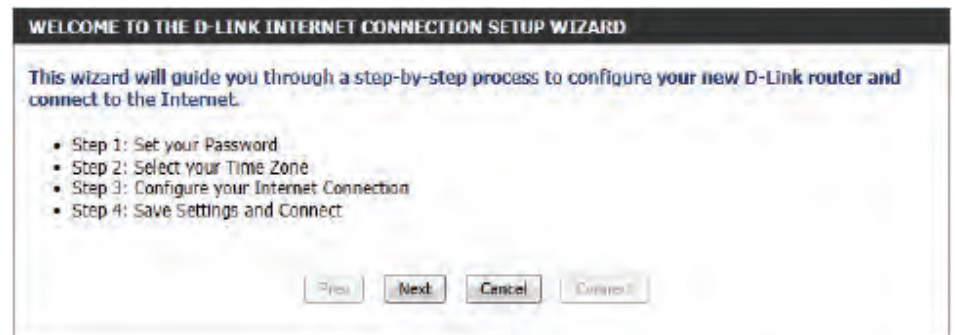 WELCOME TO THE D-LINK INTERNET CONNECTION SETUP WIZARD
This wizard will guide you through a step-by-step process to configure your new D-Link router and
connect to the Internet.
• Step 1: Set your Password
• Step 2: Select your Time Zone
• Step 3: Configure your Internet Connection
• Step 4: Save Settings and Connect
Prev Next Cancel Connect